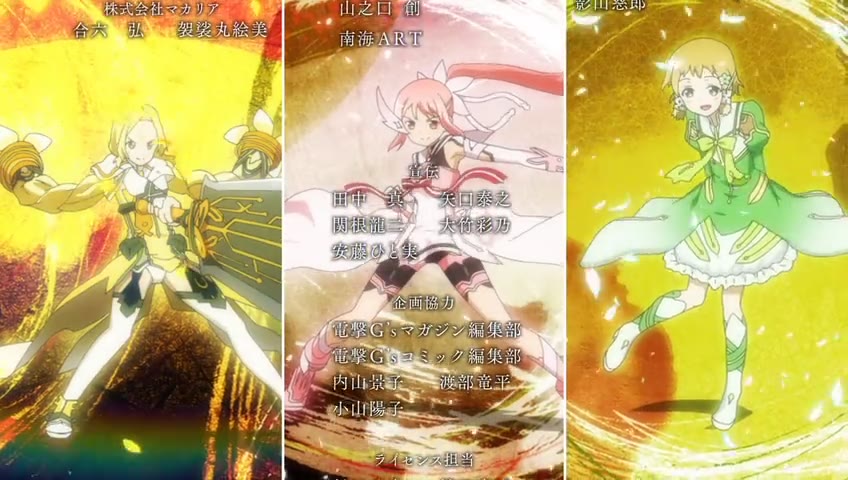 株式会社マカリア
合六 弘 袈裟丸絵美
山之口 創
南海ART
宣伝
田中 真 矢口泰之
関根龍二 大竹彩乃
安藤ひと実
企画協力
電撃G'sマガジン編集部
電撃G'sコミック編集部
内山景子 渡部竜平
小山陽子
ライセンス担当